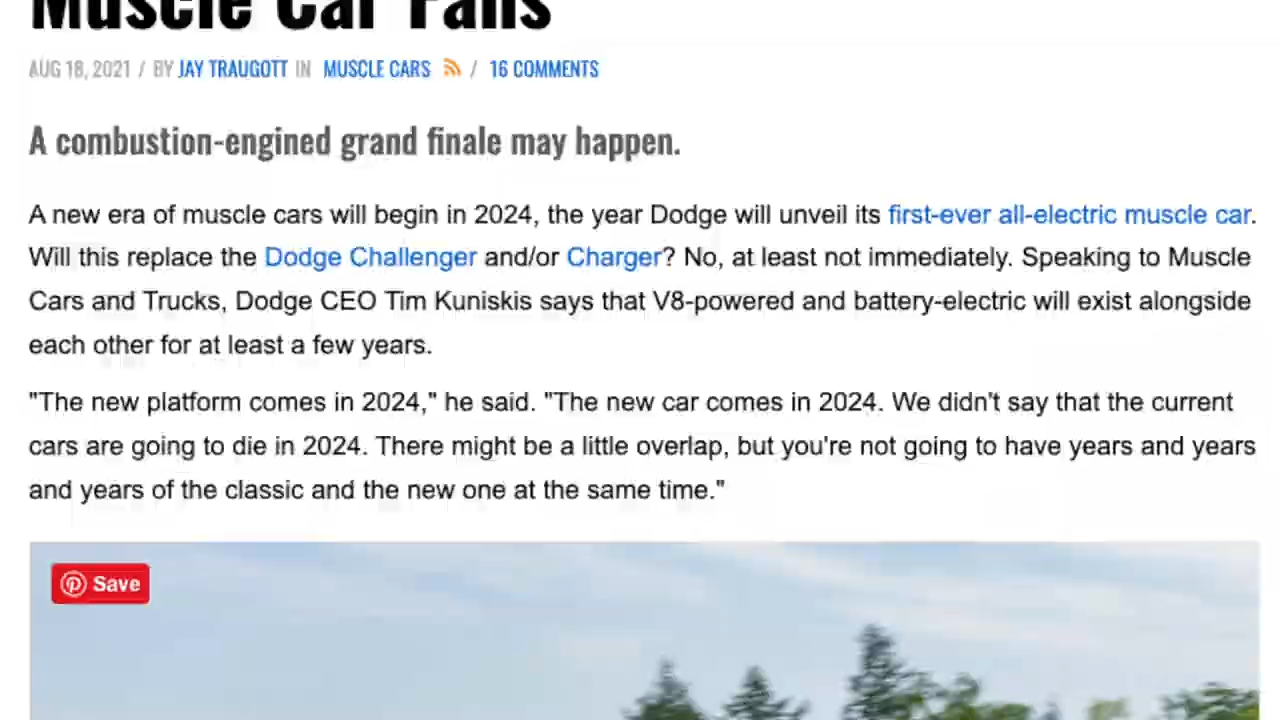 Muscle Car Fans
AUG 18, 2021 / BY JAY TRAUGOTT IN MUSCLE CARS / 16 COMMENTS
A combustion-engined grand finale may happen.
A new era of muscle cars will begin in 2024, the year Dodge will unveil its first-ever all-electric muscle car.
Will this replace the Dodge Challenger and/or Charger? No, at least not immediately. Speaking to Muscle
Cars and Trucks, Dodge CEO Tim Kuniskis says that V8-powered and battery-electric will exist alongside
each other for at least a few years.
"The new platform comes in 2024," he said. "The new car comes in 2024. We didn't say that the current
cars are going to die in 2024. There might be a little overlap, but you're not going to have years and years
and years of the classic and the new one at the same time."
Save